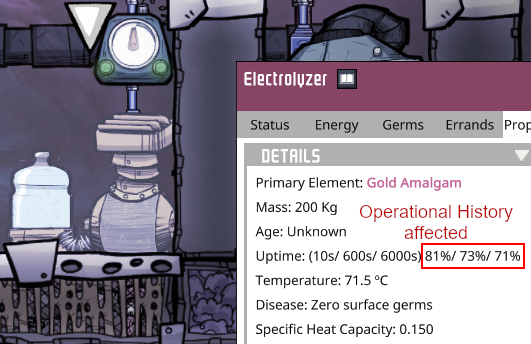 Electrolyzer
Status Energy Germs Errands Prop
DETAILS
Primary Element: Gold Amalgam
Mass: 200 Kg
Operational History
affected
Age: Unknown
Uptime: (10s/ 600s/ 6000s) 81%/ 73%/ 71%
Temperature: 71.5 ºC
Disease: Zero surface germs
Specific Heat Capacity: 0.150